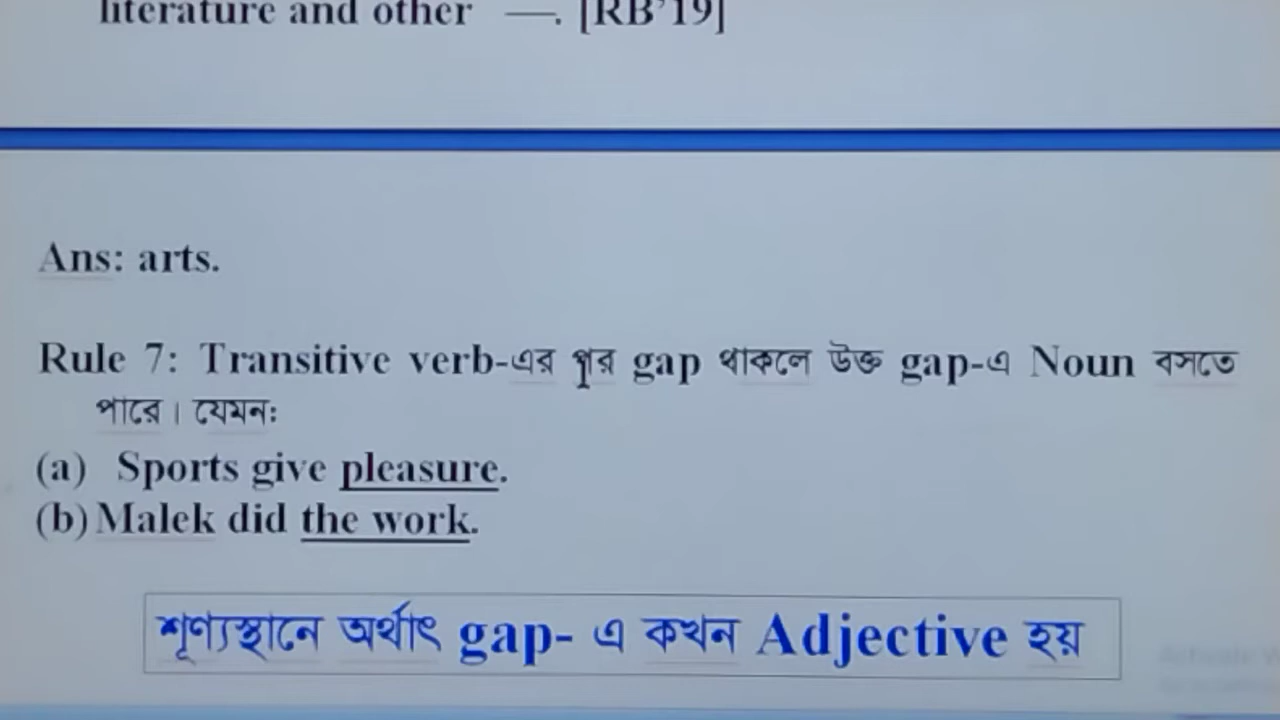 literature and other —. [RB'19]
Ans: arts.
Rule 7: Transitive verb-এর পর gap থাকলে উক্ত gap-এ Noun বসতে
পারে। যেমনঃ
(a) Sports give pleasure.
(b) Malek did the work.
শূণ্যস্থানে অর্থাৎ gap- এ কখন Adjective হয়